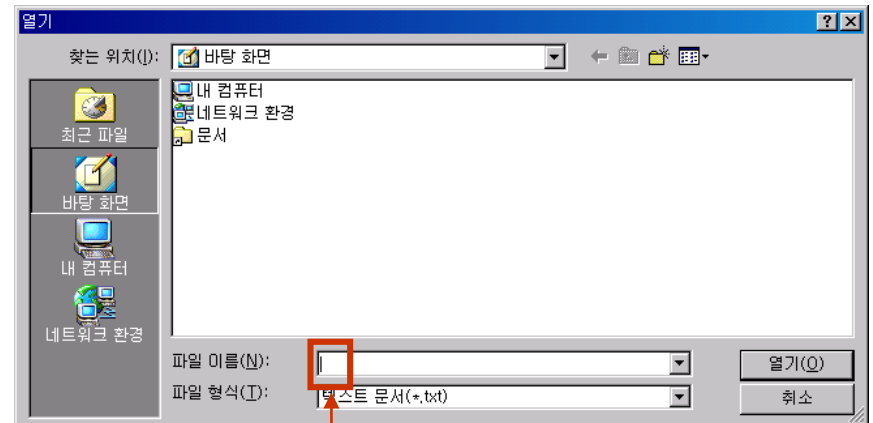 열기
찾는 위치(I):
바탕 화면
내 컴퓨터
네트워크 환경
문서
최근 파일
바탕 화면
내 컴퓨터
네트워크 환경
파일 이름(N):
열기(O)
파일 형식(T):
텍스트 문서(*.txt)
취소